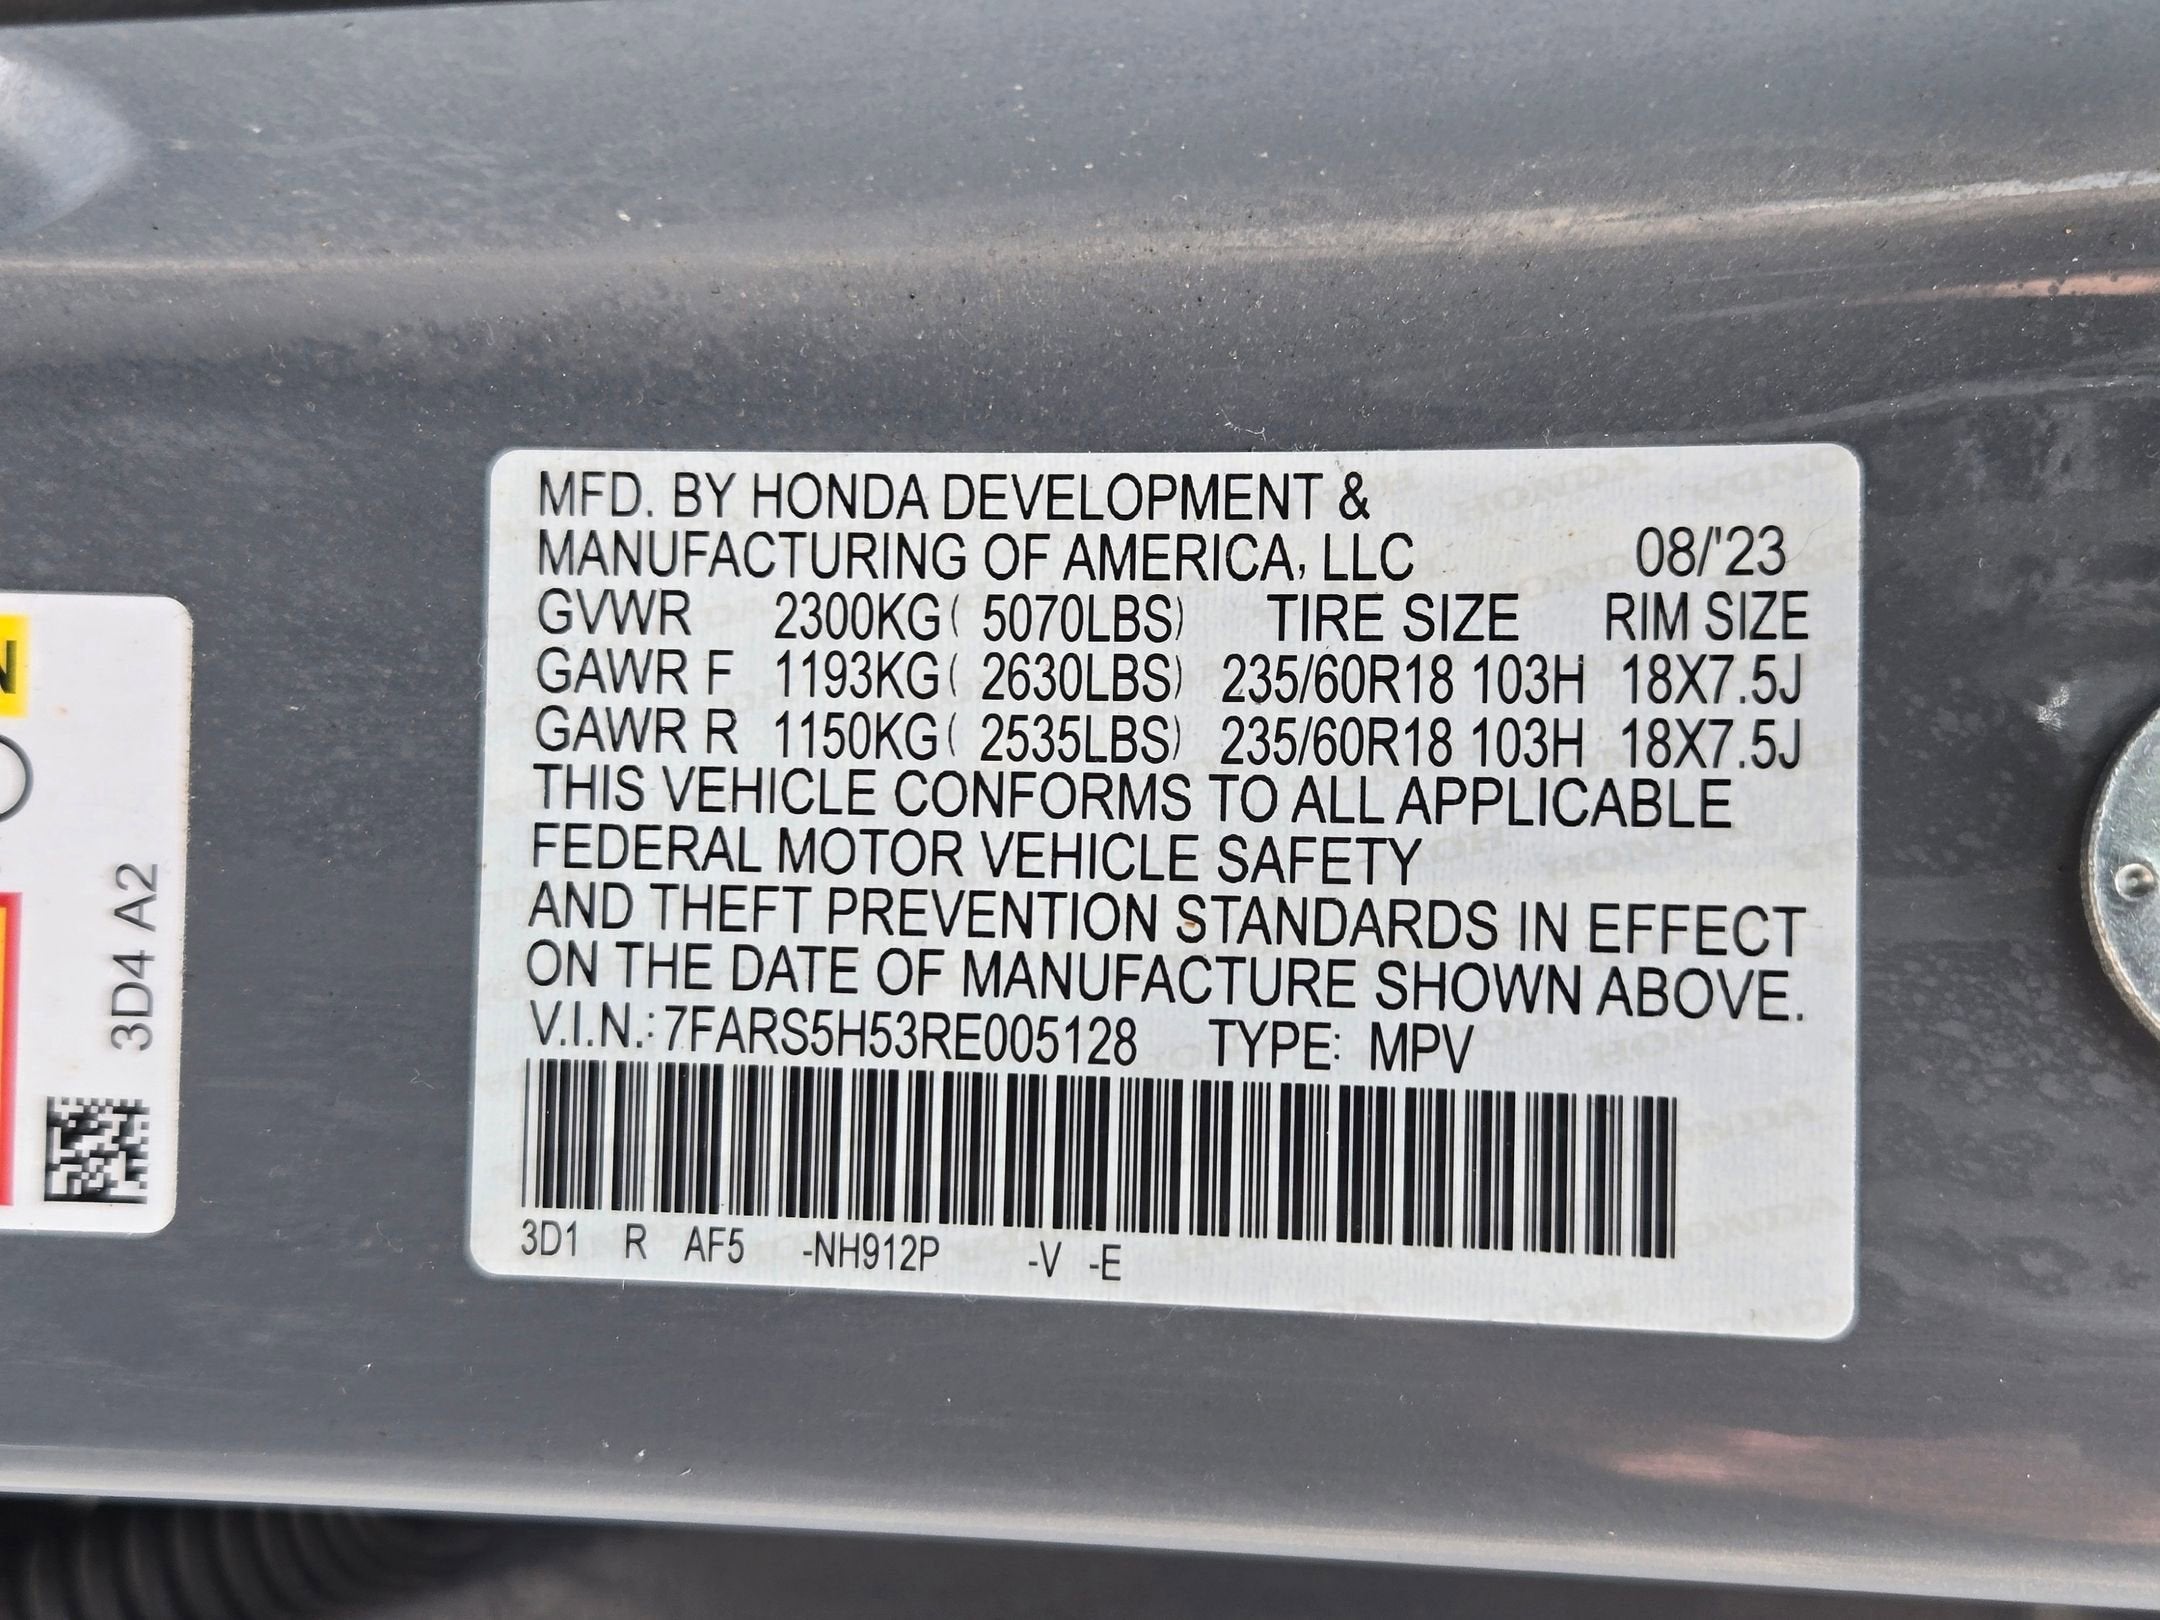 MFD. BY HONDA DEVELOPMENT &
MANUFACTURING OF AMERICA, LLC 08/'23
GVWR 2300KG( 5070LBS) TIRE SIZE RIM SIZE
GAWR F 1193KG( 2630LBS) 235/60R18 103H 18X7.5J
GAWR R 1150KG( 2535LBS) 235/60R18 103H 18X7.5J
THIS VEHICLE CONFORMS TO ALL APPLICABLE
FEDERAL MOTOR VEHICLE SAFETY
AND THEFT PREVENTION STANDARDS IN EFFECT
ON THE DATE OF MANUFACTURE SHOWN ABOVE.
V.I.N.: 7FARS5H53RE005128 TYPE: MPV
3D1 R AF5 -NH912P -V -E
N
3D4 A2